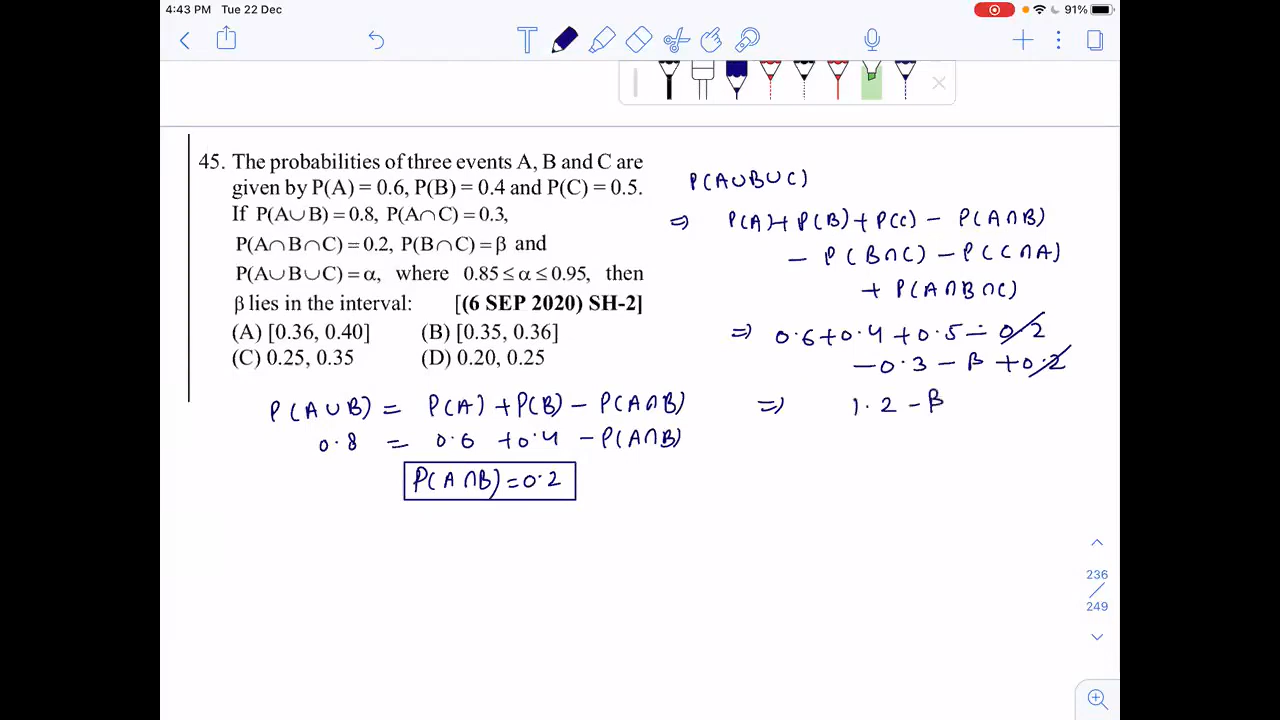 4:43 PM Tue 22 Dec
91%
T
45. The probabilities of three events A, B and C are
given by P(A) = 0.6, P(B) = 0.4 and P(C) = 0.5.
If P(A∪B) = 0.8, P(A∩C) = 0.3,
P(A∩B∩C) = 0.2, P(B∩C) = β and
P(A∪B∪C) = α, where 0.85 ≤ α ≤ 0.95, then
β lies in the interval: [(6 SEP 2020) SH-2]
(A) [0.36, 0.40] (B) [0.35, 0.36]
(C) 0.25, 0.35 (D) 0.20, 0.25
P(A∪B) = P(A) + P(B) - P(A∩B)
0.8 = 0.6 + 0.4 - P(A∩B)
P(A∩B) = 0.2
P(A∪B∪C)
⇒ P(A) + P(B) + P(C) - P(A∩B)
- P(B∩C) - P(C∩A)
+ P(A∩B∩C)
⇒ 0.6 + 0.4 + 0.5 - 0.2
- 0.3 - β + 0.2
⇒ 1.2 - β
236
249